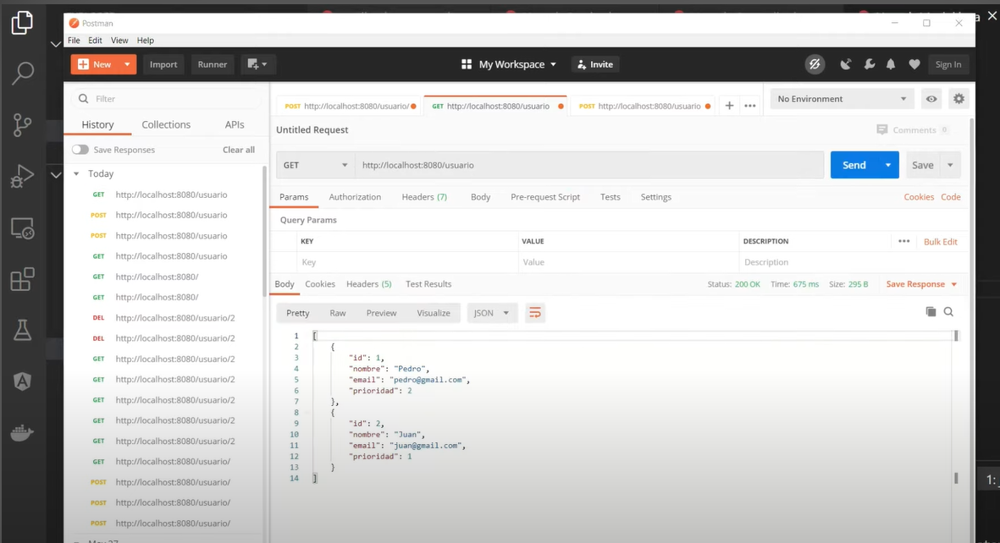 Postman
File Edit View Help
New Import Runner My Workspace Invite Sign In
Filter
History Collections APIs
Save Responses Clear all
Today
GET http://localhost:8080/usuario
POST http://localhost:8080/usuario
POST http://localhost:8080/usuario
GET http://localhost:8080/usuario
GET http://localhost:8080/
GET http://localhost:8080/
DEL http://localhost:8080/usuario/2
DEL http://localhost:8080/usuario/2
GET http://localhost:8080/usuario/2
GET http://localhost:8080/usuario/2
GET http://localhost:8080/usuario/2
GET http://localhost:8080/usuario/2
GET http://localhost:8080/usuario/2
GET http://localhost:8080/usuario/
POST http://localhost:8080/usuario/
POST http://localhost:8080/usuario/
POST http://localhost:8080/usuario/
POST http://localhost:8080/usuario/ GET http://localhost:8080/usuario POST http://localhost:8080/usuario No Environment
Untitled Request Comments 0
GET http://localhost:8080/usuario Send Save
Params Authorization Headers (7) Body Pre-request Script Tests Settings Cookies Code
Query Params
KEY VALUE DESCRIPTION Bulk Edit
Key Value Description
Body Cookies Headers (5) Test Results Status: 200 OK Time: 675 ms Size: 295 B Save Response
Pretty Raw Preview Visualize JSON
1 [
2 {
3 "id": 1,
4 "nombre": "Pedro",
5 "email": "pedro@gmail.com",
6 "prioridad": 2
7 },
8 {
9 "id": 2,
10 "nombre": "Juan",
11 "email": "juan@gmail.com",
12 "prioridad": 1
13 }
14 ]
1: